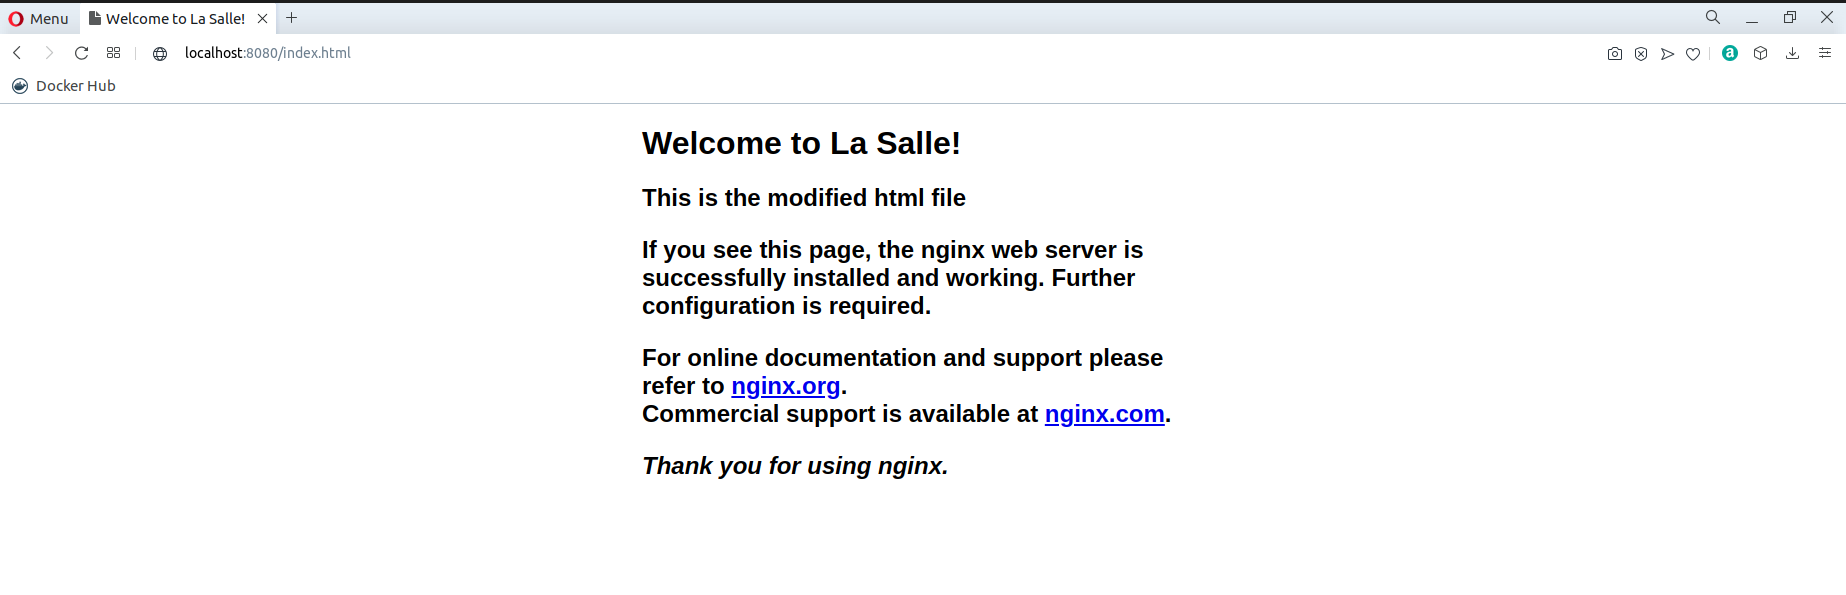 Menu
Welcome to La Salle!
localhost:8080/index.html
a
Docker Hub
Welcome to La Salle!
This is the modified html file
If you see this page, the nginx web server is
successfully installed and working. Further
configuration is required.
For online documentation and support please
refer to nginx.org.
Commercial support is available at nginx.com.
Thank you for using nginx.